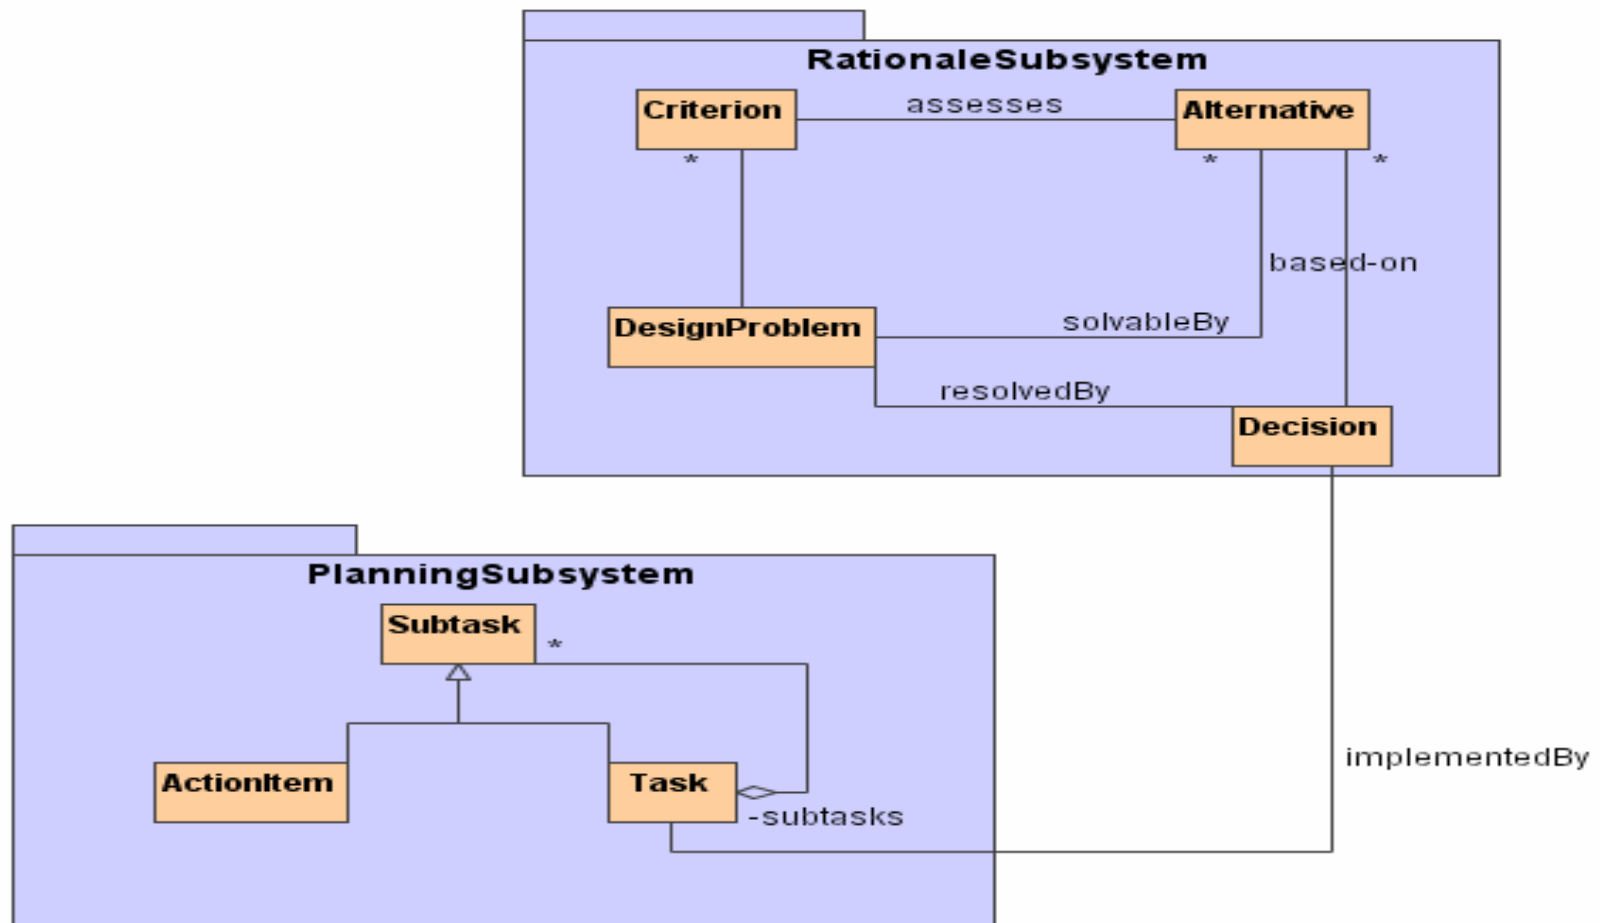 RationaleSubsystem
Criterion
assesses
Alternative
*
*
*
based-on
DesignProblem
solvableBy
resolvedBy
Decision
PlanningSubsystem
Subtask
*
implementedBy
ActionItem
Task
-subtasks